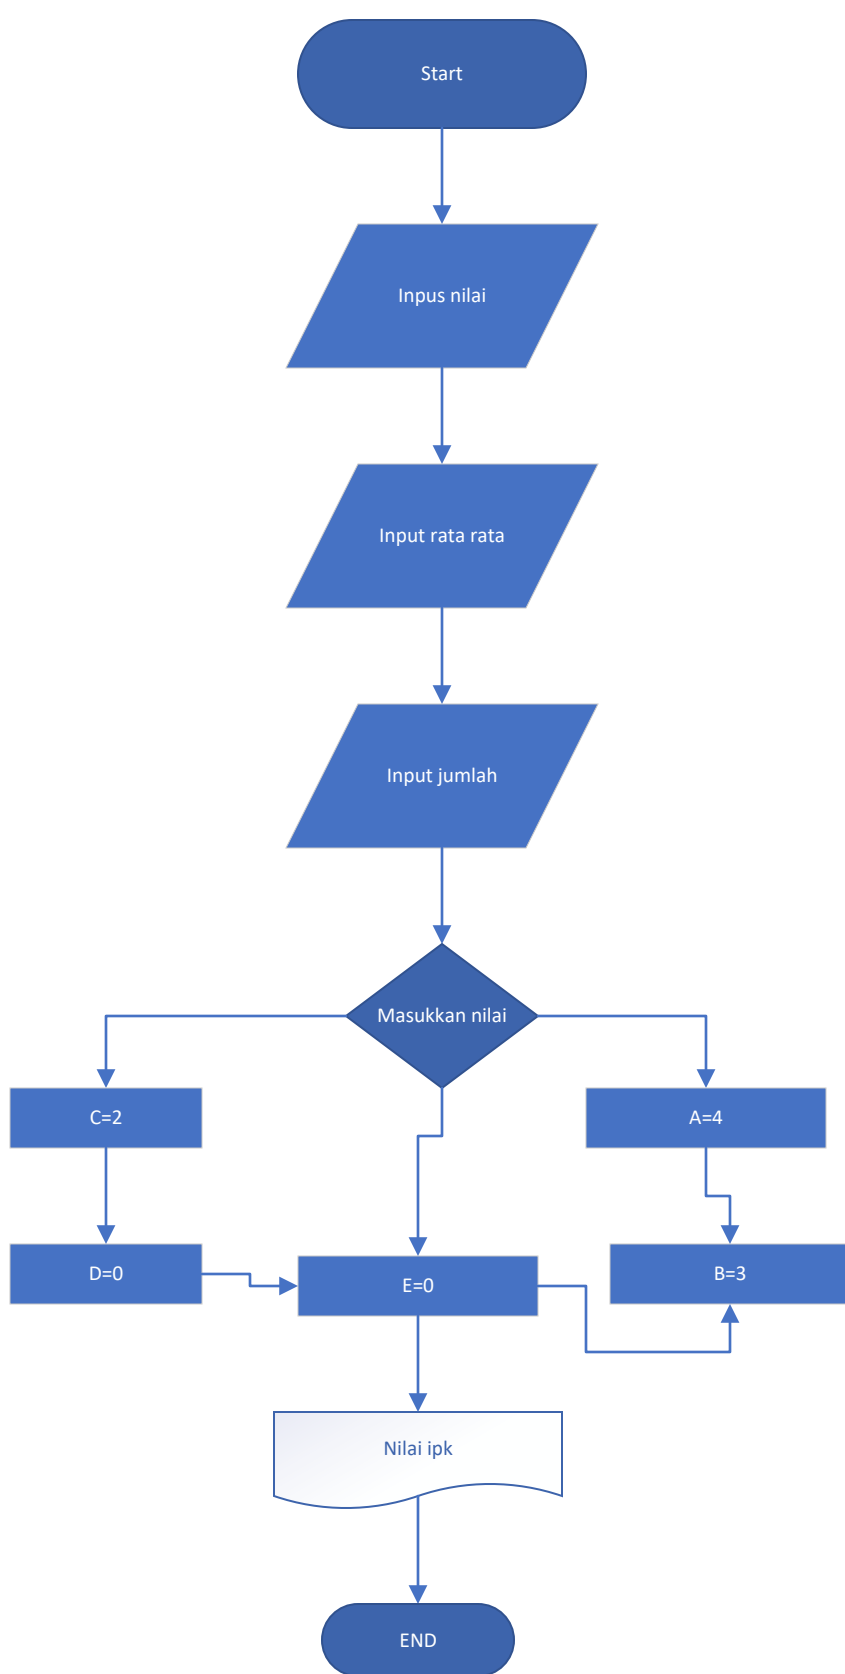 Start
Inpus nilai
Input rata rata
Input jumlah
Masukkan nilai
C=2
A=4
D=0
E=0
B=3
Nilai ipk
END